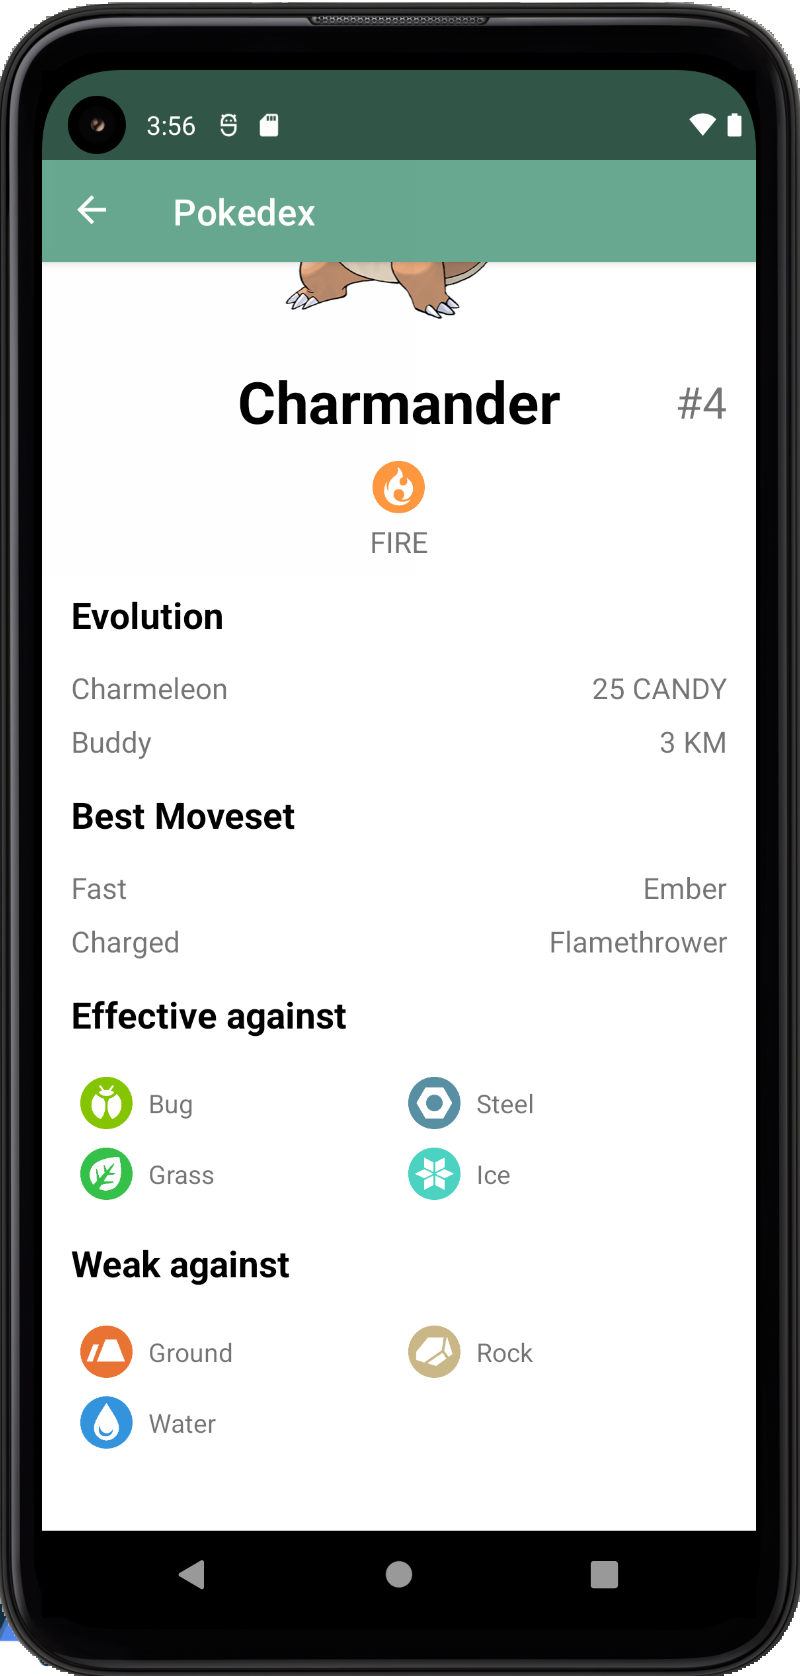 3:56
Pokedex
Charmander #4
FIRE
Evolution
Charmeleon 25 CANDY
Buddy 3 KM
Best Moveset
Fast Ember
Charged Flamethrower
Effective against
Bug Steel
Grass Ice
Weak against
Ground Rock
Water